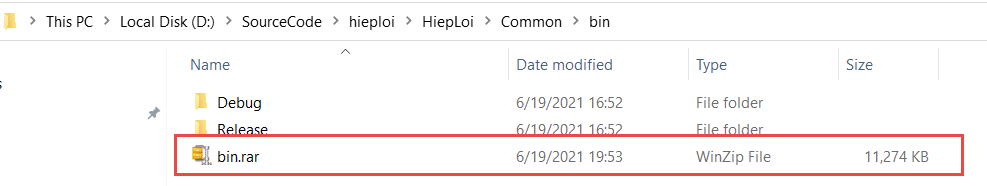 This PC > Local Disk (D:) > SourceCode > hieploi > HiepLoi > Common > bin
Name Date modified Type Size
Debug 6/19/2021 16:52 File folder
Release 6/19/2021 16:52 File folder
bin.rar 6/19/2021 19:53 WinZip File 11,274 KB